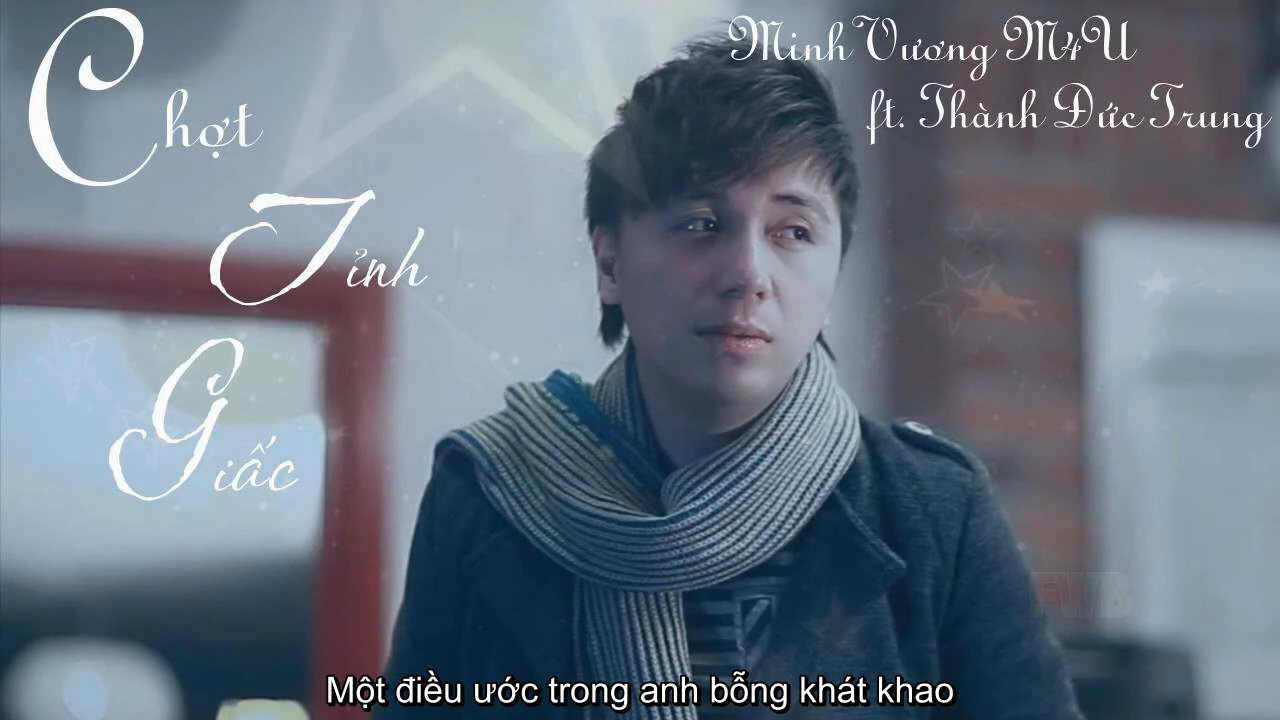 Chợt
Tỉnh
Giấc
Minh Vương M4U
ft. Thành Đức Trung
Một điều ước trong anh bỗng khát khao